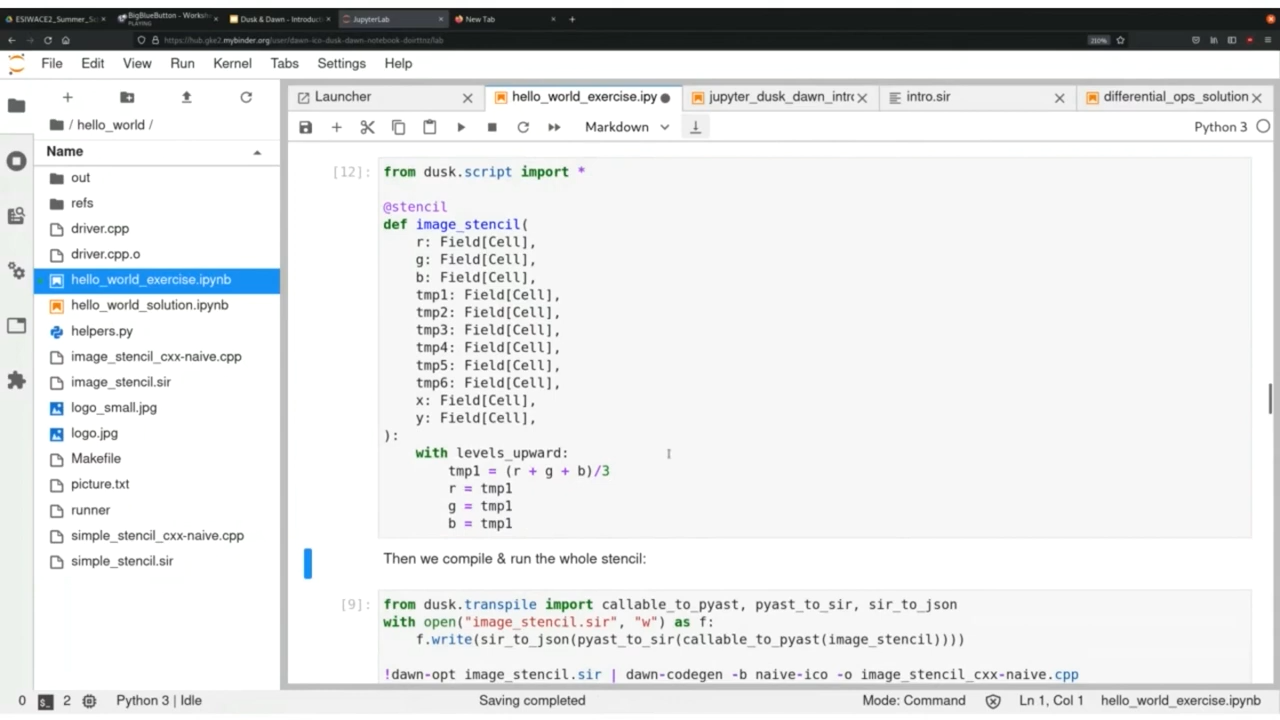 ESIWACE2_Summer_Sc
BigBlueButton - Worksh
PLAYING
Dusk & Dawn - Introductio
JupyterLab
New Tab
https://hub.gke2.mybinder.org/user/dawn-ico-dusk-dawn-notebook-deirttnz/lab
210%
File Edit View Run Kernel Tabs Settings Help
Launcher
hello_world_exercise.ipy
jupyter_dusk_dawn_intro
intro.sir
differential_ops_solution
/ hello_world /
Markdown
Python 3
Name
out
refs
driver.cpp
driver.cpp.o
hello_world_exercise.ipynb
hello_world_solution.ipynb
helpers.py
image_stencil_cxx-naive.cpp
image_stencil.sir
logo_small.jpg
logo.jpg
Makefile
picture.txt
runner
simple_stencil_cxx-naive.cpp
simple_stencil.sir
[12]:
from dusk.script import *
@stencil
def image_stencil(
r: Field[Cell],
g: Field[Cell],
b: Field[Cell],
tmp1: Field[Cell],
tmp2: Field[Cell],
tmp3: Field[Cell],
tmp4: Field[Cell],
tmp5: Field[Cell],
tmp6: Field[Cell],
x: Field[Cell],
y: Field[Cell],
):
with levels_upward:
tmp1 = (r + g + b)/3
r = tmp1
g = tmp1
b = tmp1
Then we compile & run the whole stencil:
[9]:
from dusk.transpile import callable_to_pyast, pyast_to_sir, sir_to_json
with open("image_stencil.sir", "w") as f:
f.write(sir_to_json(pyast_to_sir(callable_to_pyast(image_stencil))))
!dawn-opt image_stencil.sir | dawn-codegen -b naive-ico -o image_stencil_cxx-naive.cpp
0 2 Python 3 | Idle
Saving completed
Mode: Command
Ln 1, Col 1
hello_world_exercise.ipynb